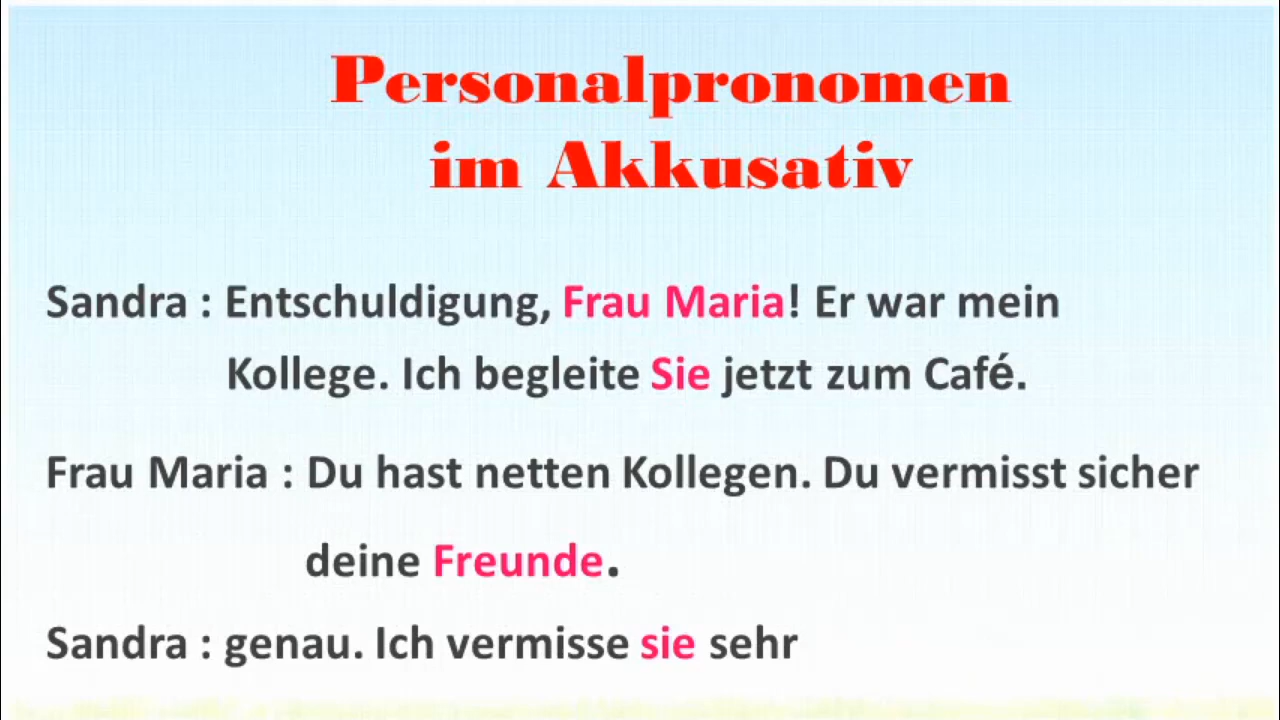 Personalpronomen
im Akkusativ
Sandra : Entschuldigung, Frau Maria! Er war mein
Kollege. Ich begleite Sie jetzt zum Café.
Frau Maria : Du hast netten Kollegen. Du vermisst sicher
deine Freunde.
Sandra : genau. Ich vermisse sie sehr